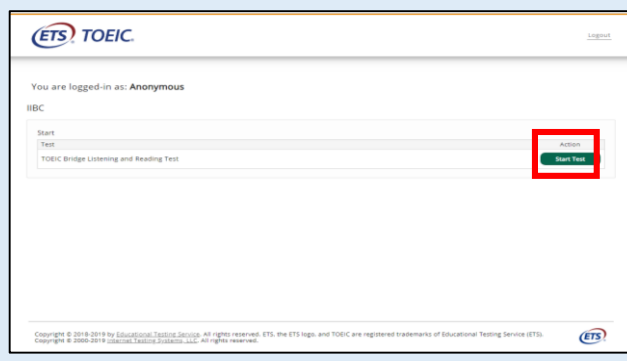 ETS TOEIC.
Logout
You are logged-in as: Anonymous
IIBC
Start
Test Action
TOEIC Bridge Listening and Reading Test Start Test
Copyright © 2018-2019 by Educational Testing Service. All rights reserved. ETS, the ETS logo, and TOEIC are registered trademarks of Educational Testing Service (ETS).
Copyright © 2000-2019 Internet Testing Systems, LLC. All rights reserved.
ETS